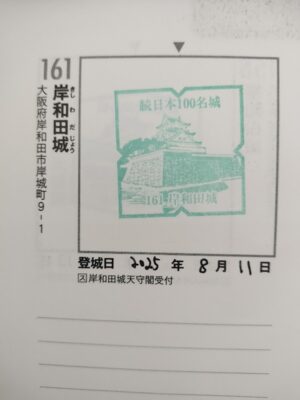 161
岸和田城
きしわだじょう
大阪府岸和田市岸城町9-1
続日本100名城
161 岸和田城
登城日 2025 年 8 月 11 日
ス岸和田城天守閣受付